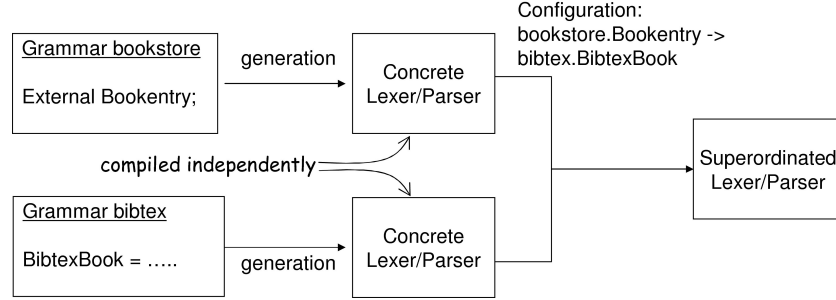 Configuration:
bookstore.Bookentry ->
bibtex.BibtexBook
Grammar bookstore
External Bookentry;
generation
Concrete
Lexer/Parser
compiled independently
Superordinated
Lexer/Parser
Grammar bibtex
BibtexBook = …..
generation
Concrete
Lexer/Parser